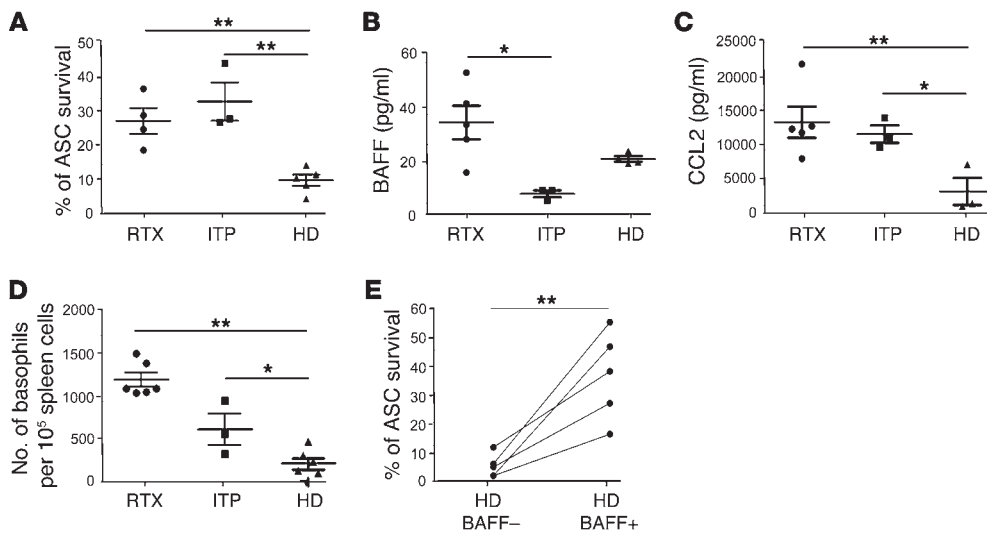 A
% of ASC survival
50
40
30
20
10
0
**
**
RTX ITP HD
B
BAFF (pg/ml)
60
40
20
0
*
RTX ITP HD
C
CCL2 (pg/ml)
25000
20000
15000
10000
5000
0
**
*
RTX ITP HD
D
No. of basophils
per 10⁵ spleen cells
2000
1500
1000
500
0
**
*
RTX ITP HD
E
% of ASC survival
60
50
40
30
20
10
0
**
HD HD
BAFF– BAFF+